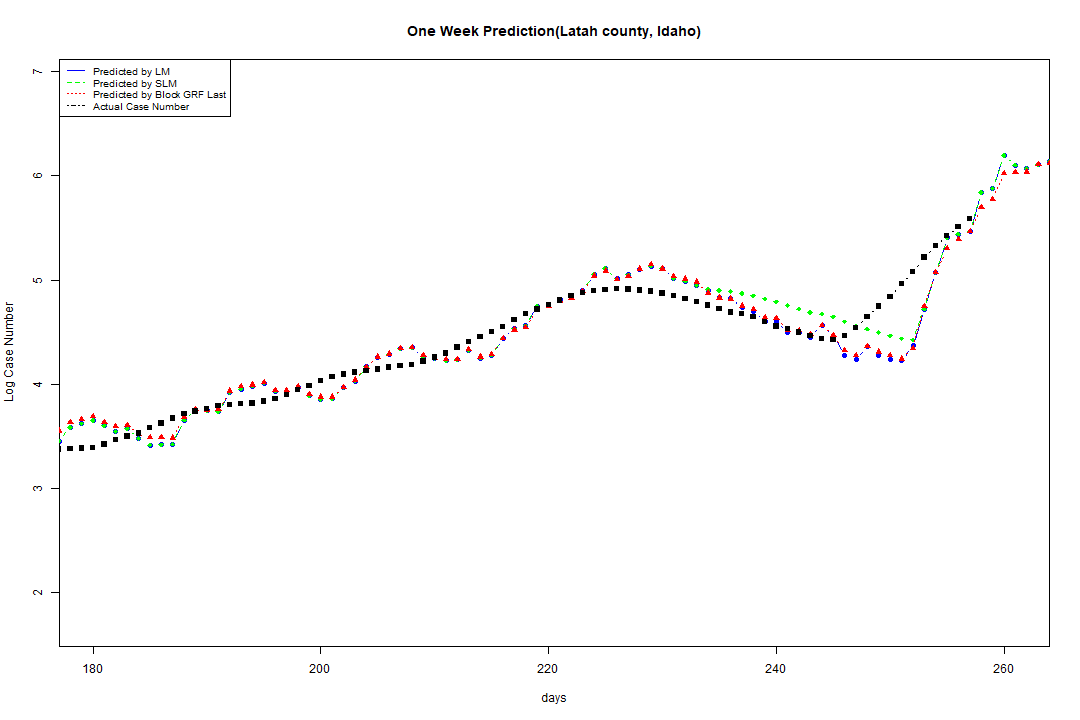 One Week Prediction(Latah county, Idaho)
Predicted by LM
Predicted by SLM
Predicted by Block GRF Last
Actual Case Number
7
6
5
4
3
2
Log Case Number
180 200 220 240 260
days